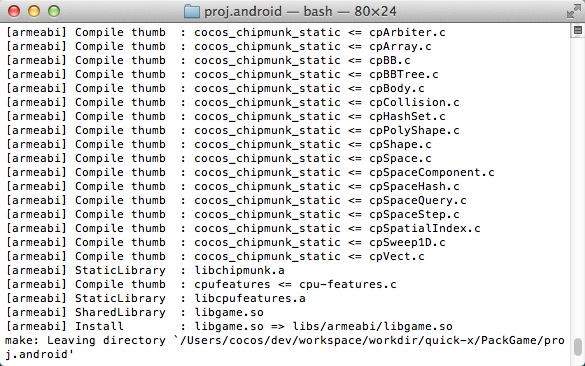 proj.android — bash — 80×24
[armeabi] Compile thumb  : cocos_chipmunk_static <= cpArbiter.c
[armeabi] Compile thumb  : cocos_chipmunk_static <= cpArray.c
[armeabi] Compile thumb  : cocos_chipmunk_static <= cpBB.c
[armeabi] Compile thumb  : cocos_chipmunk_static <= cpBBTree.c
[armeabi] Compile thumb  : cocos_chipmunk_static <= cpBody.c
[armeabi] Compile thumb  : cocos_chipmunk_static <= cpCollision.c
[armeabi] Compile thumb  : cocos_chipmunk_static <= cpHashSet.c
[armeabi] Compile thumb  : cocos_chipmunk_static <= cpPolyShape.c
[armeabi] Compile thumb  : cocos_chipmunk_static <= cpShape.c
[armeabi] Compile thumb  : cocos_chipmunk_static <= cpSpace.c
[armeabi] Compile thumb  : cocos_chipmunk_static <= cpSpaceComponent.c
[armeabi] Compile thumb  : cocos_chipmunk_static <= cpSpaceHash.c
[armeabi] Compile thumb  : cocos_chipmunk_static <= cpSpaceQuery.c
[armeabi] Compile thumb  : cocos_chipmunk_static <= cpSpaceStep.c
[armeabi] Compile thumb  : cocos_chipmunk_static <= cpSpatialIndex.c
[armeabi] Compile thumb  : cocos_chipmunk_static <= cpSweep1D.c
[armeabi] Compile thumb  : cocos_chipmunk_static <= cpVect.c
[armeabi] StaticLibrary  : libchipmunk.a
[armeabi] Compile thumb  : cpufeatures <= cpu-features.c
[armeabi] StaticLibrary  : libcpufeatures.a
[armeabi] SharedLibrary  : libgame.so
[armeabi] Install        : libgame.so => libs/armeabi/libgame.so
make: Leaving directory `/Users/cocos/dev/workspace/workdir/quick-x/PackGame/pro
j.android'